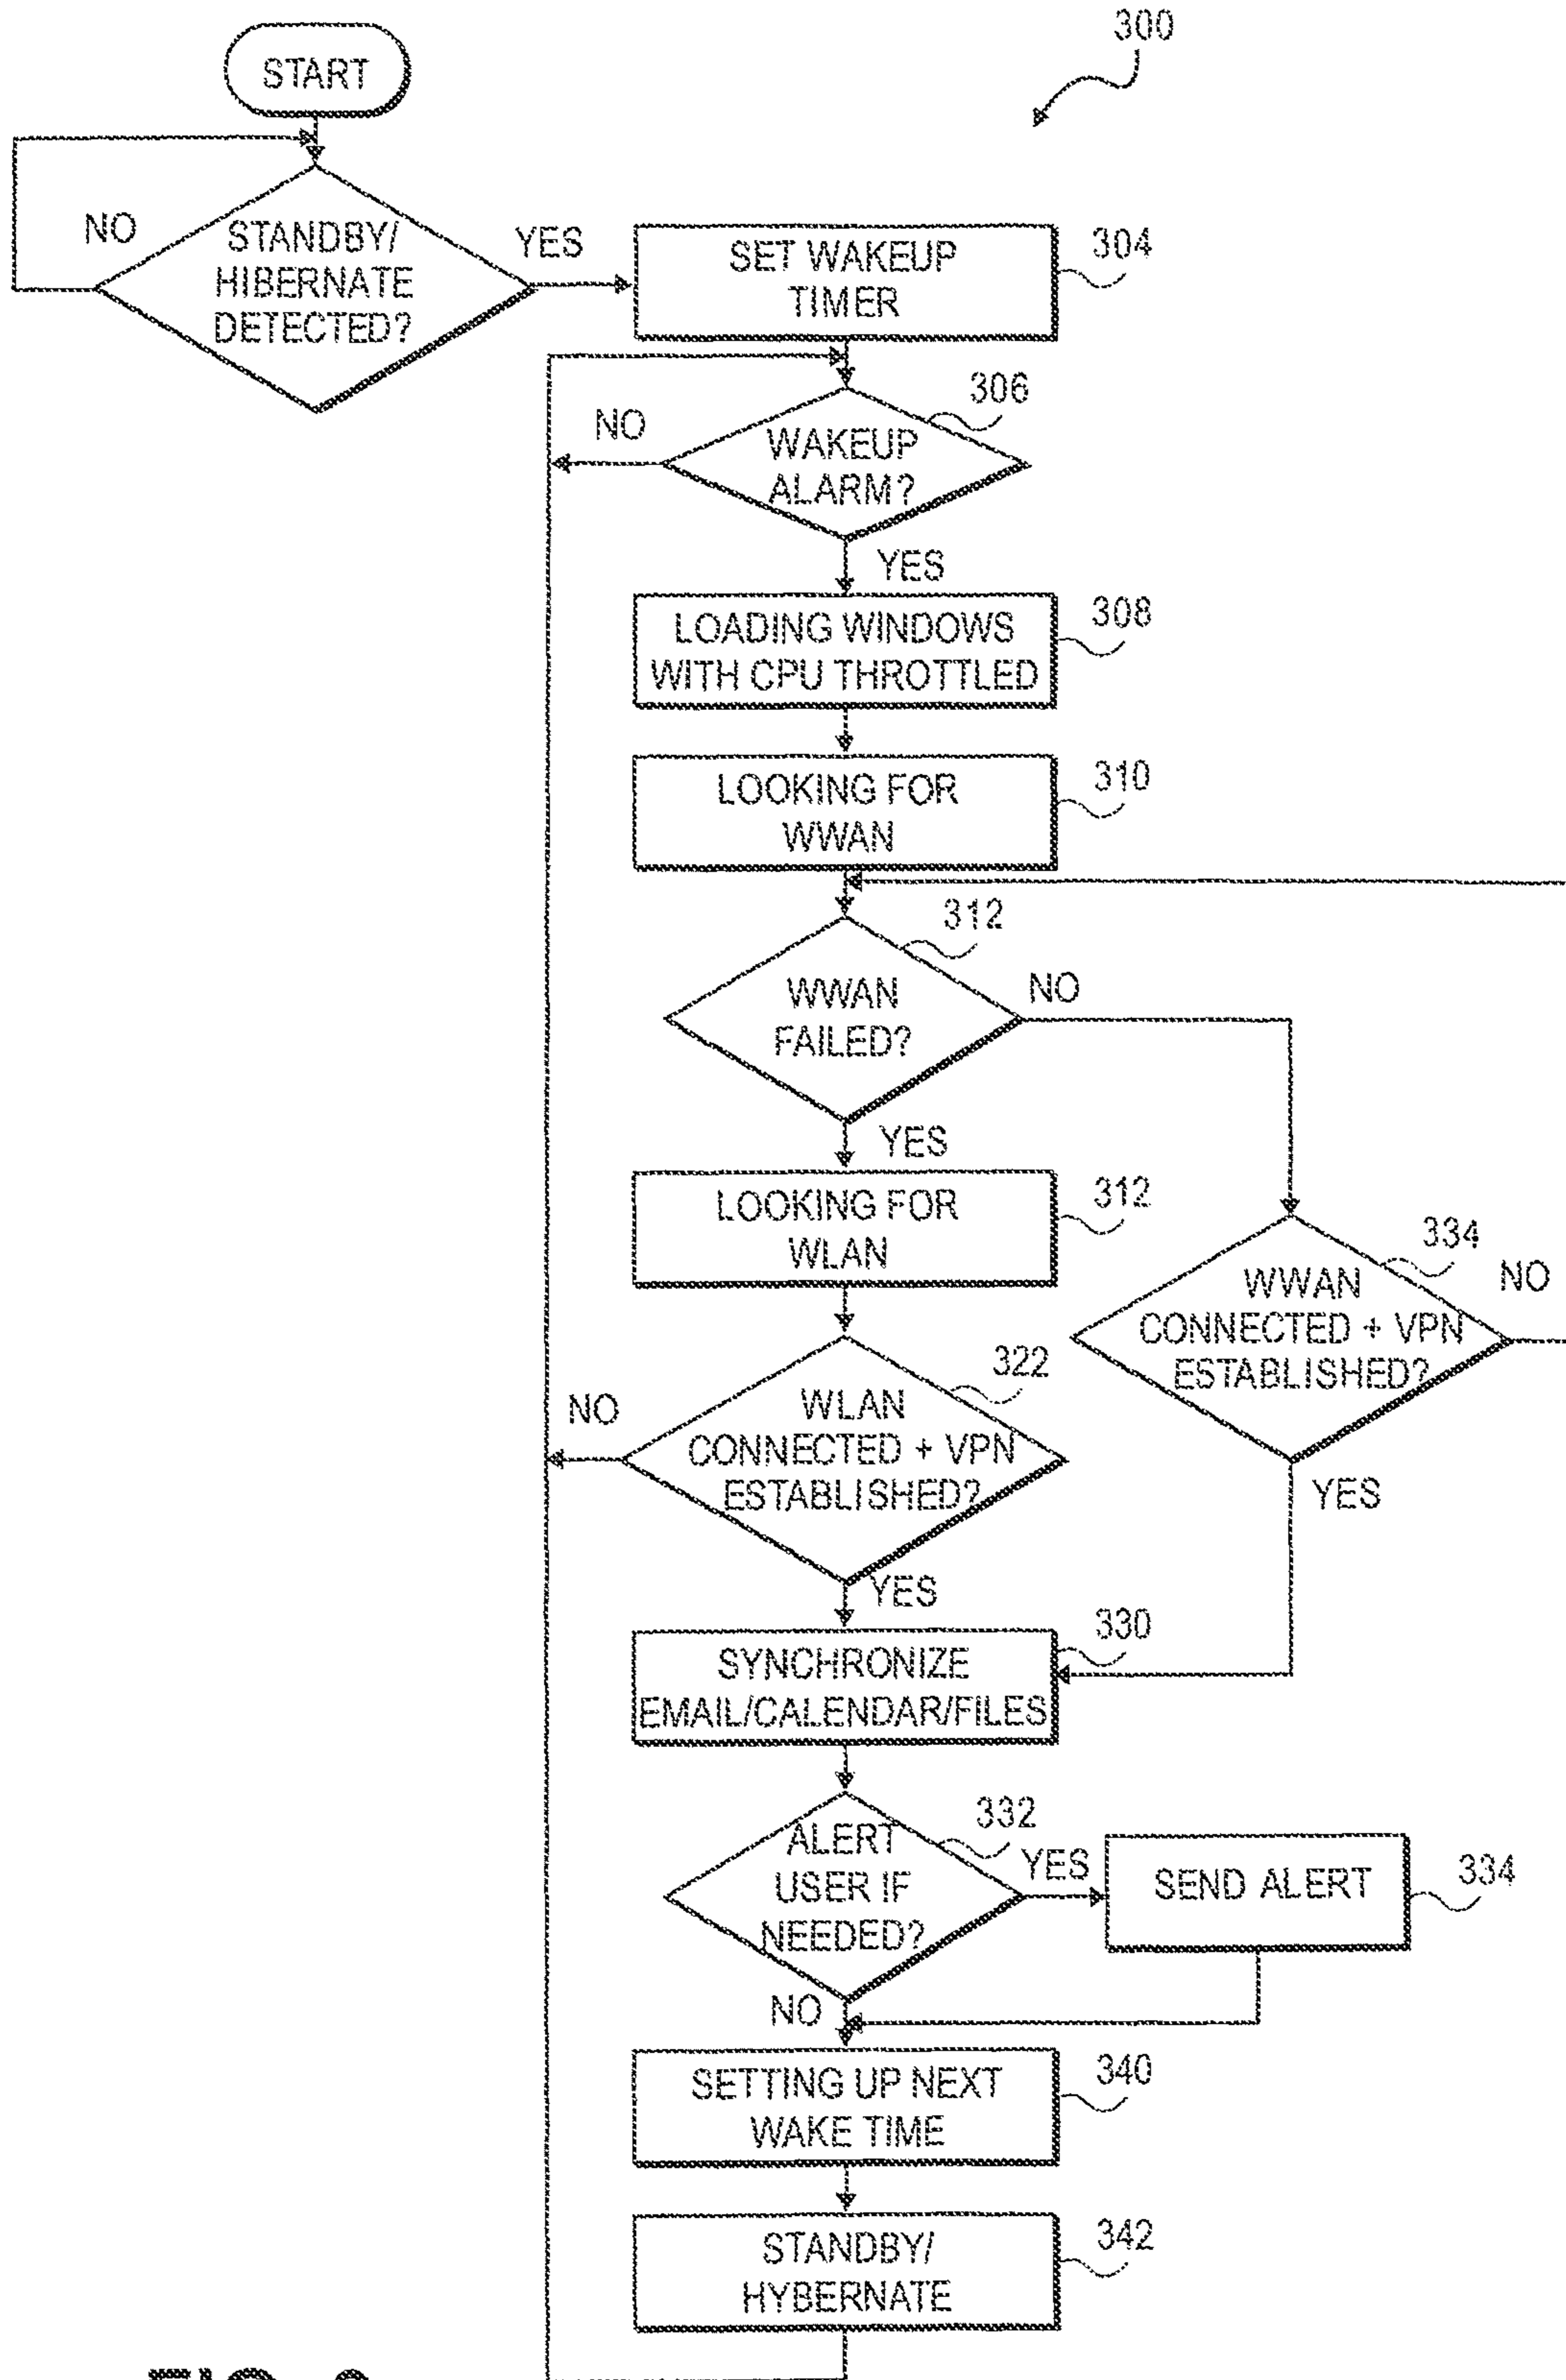 300
START
NO
STANDBY/
HIBERNATE
DETECTED?
YES
SET WAKEUP
TIMER
304
306
NO
WAKEUP
ALARM?
YES
LOADING WINDOWS
WITH CPU THROTTLED
308
LOOKING FOR
WWAN
310
312
WWAN
FAILED?
NO
YES
LOOKING FOR
WLAN
312
334
WWAN
CONNECTED + VPN
ESTABLISHED?
NO
YES
322
NO
WLAN
CONNECTED + VPN
ESTABLISHED?
YES
SYNCHRONIZE
EMAIL/CALENDAR/FILES
330
332
ALERT
USER IF
NEEDED?
YES
SEND ALERT
334
NO
SETTING UP NEXT
WAKE TIME
340
STANDBY/
HYBERNATE
342